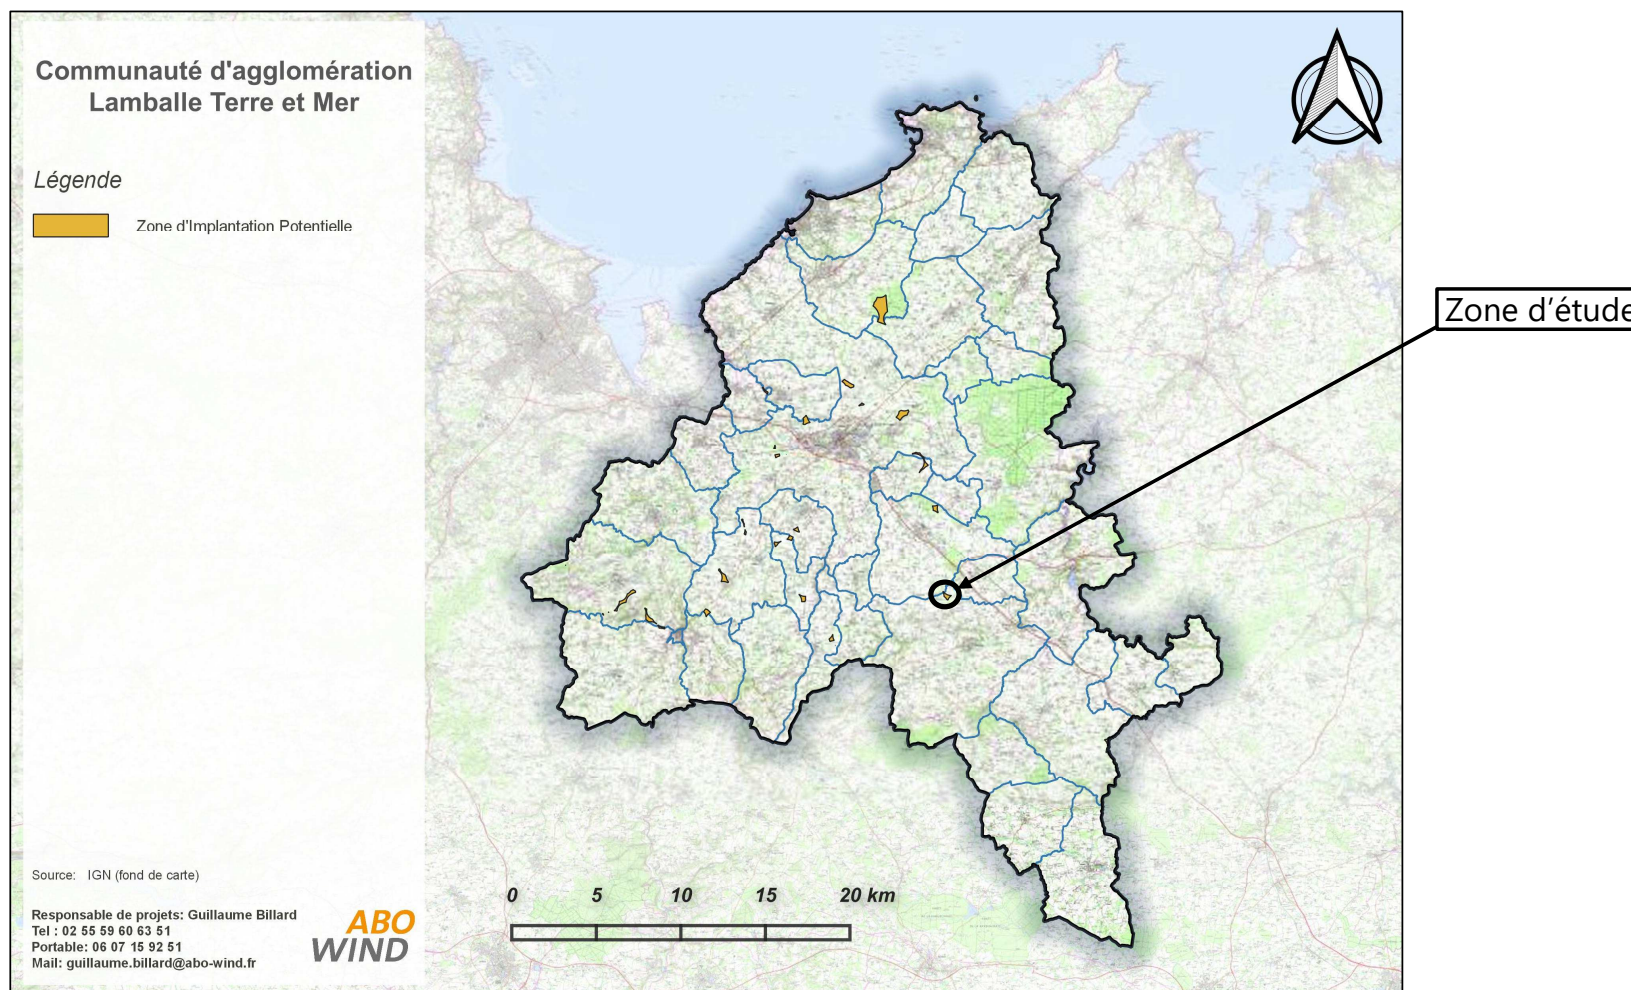 Communauté d'agglomération
Lamballe Terre et Mer
Légende
Zone d'Implantation Potentielle
Zone d'étude
Source: IGN (fond de carte)
Responsable de projets: Guillaume Billard
Tel : 02 55 59 60 63 51
Portable: 06 07 15 92 51
Mail: guillaume.billard@abo-wind.fr
ABO
WIND
0 5 10 15 20 km